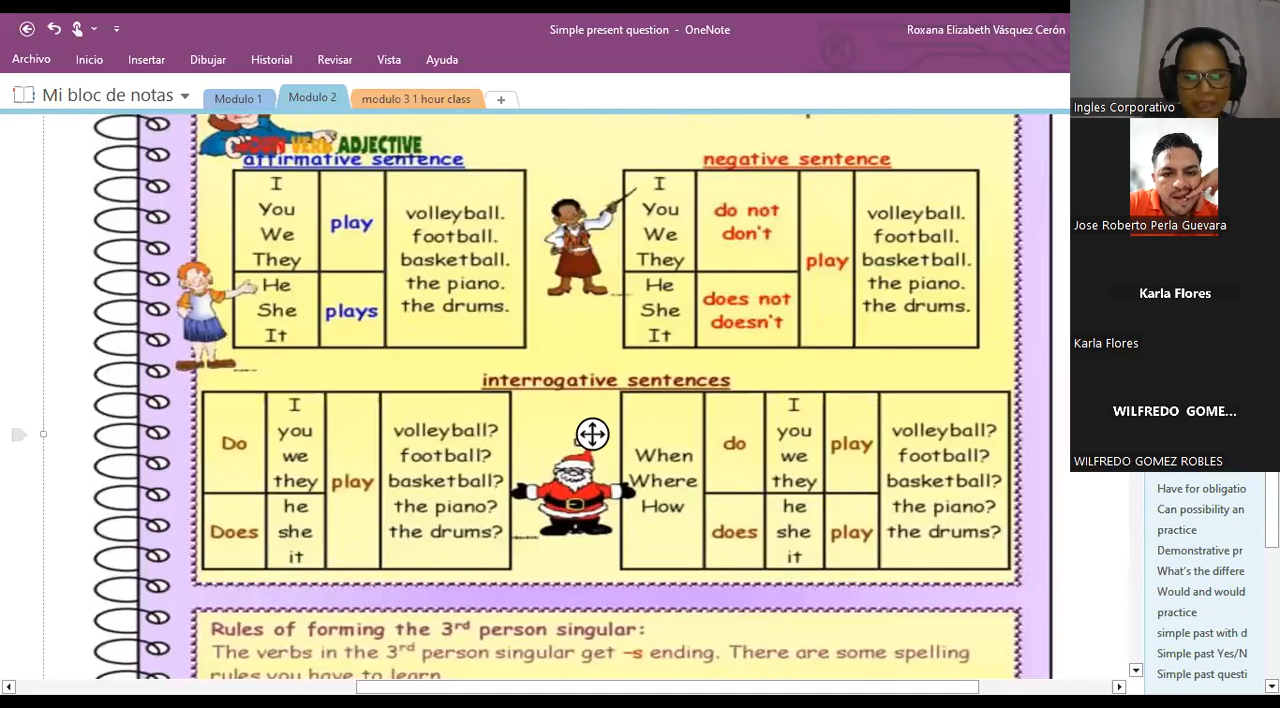 Simple present question - OneNote
Roxana Elizabeth Vásquez Cerón
Archivo Inicio Insertar Dibujar Historial Revisar Vista Ayuda
Mi bloc de notas
Modulo 1 Modulo 2 modulo 3 1 hour class
NOUN VERB ADJECTIVE
affirmative sentence
I
You
We
They
play
He
She
It
plays
volleyball.
football.
basketball.
the piano.
the drums.
negative sentence
I
You
We
They
do not
don't
He
She
It
does not
doesn't
play
volleyball.
football.
basketball.
the piano.
the drums.
interrogative sentences
Do
I
you
we
they
Does
he
she
it
play
volleyball?
football?
basketball?
the piano?
the drums?
When
Where
How
do
I
you
we
they
play
does
he
she
it
play
volleyball?
football?
basketball?
the piano?
the drums?
Rules of forming the 3rd person singular:
The verbs in the 3rd person singular get -s ending. There are some spelling
rules you have to learn
Ingles Corporativo
Jose Roberto Perla Guevara
Karla Flores
Karla Flores
WILFREDO GOME...
WILFREDO GOMEZ ROBLES
Have for obligatio
Can possibility an
practice
Demonstrative pr
What's the differe
Would and would
practice
simple past with d
Simple past Yes/N
Simple past questi